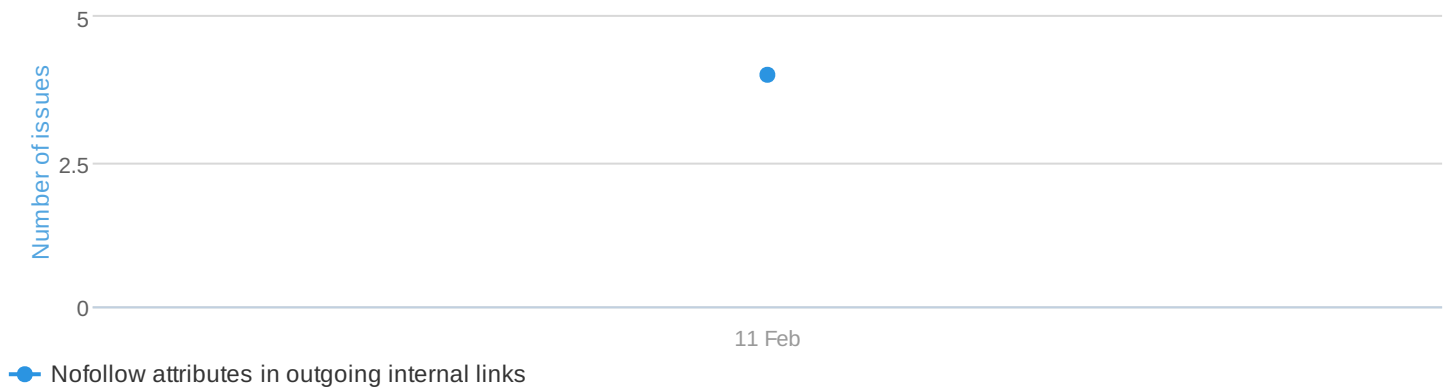 5
Number of issues
2.5
0
11 Feb
Nofollow attributes in outgoing internal links